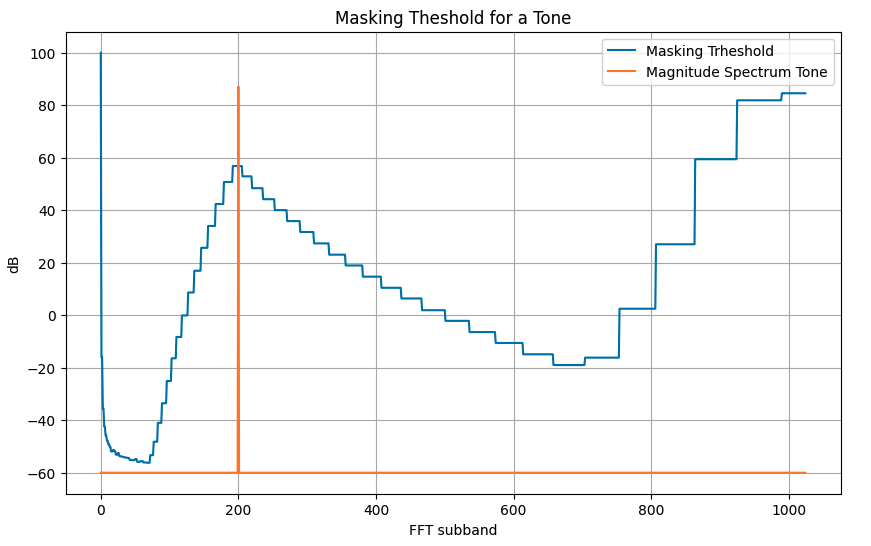 Masking Theshold for a Tone
Masking Trheshold
Magnitude Spectrum Tone
dB
100
80
60
40
20
0
−20
−40
−60
0 200 400 600 800 1000
FFT subband